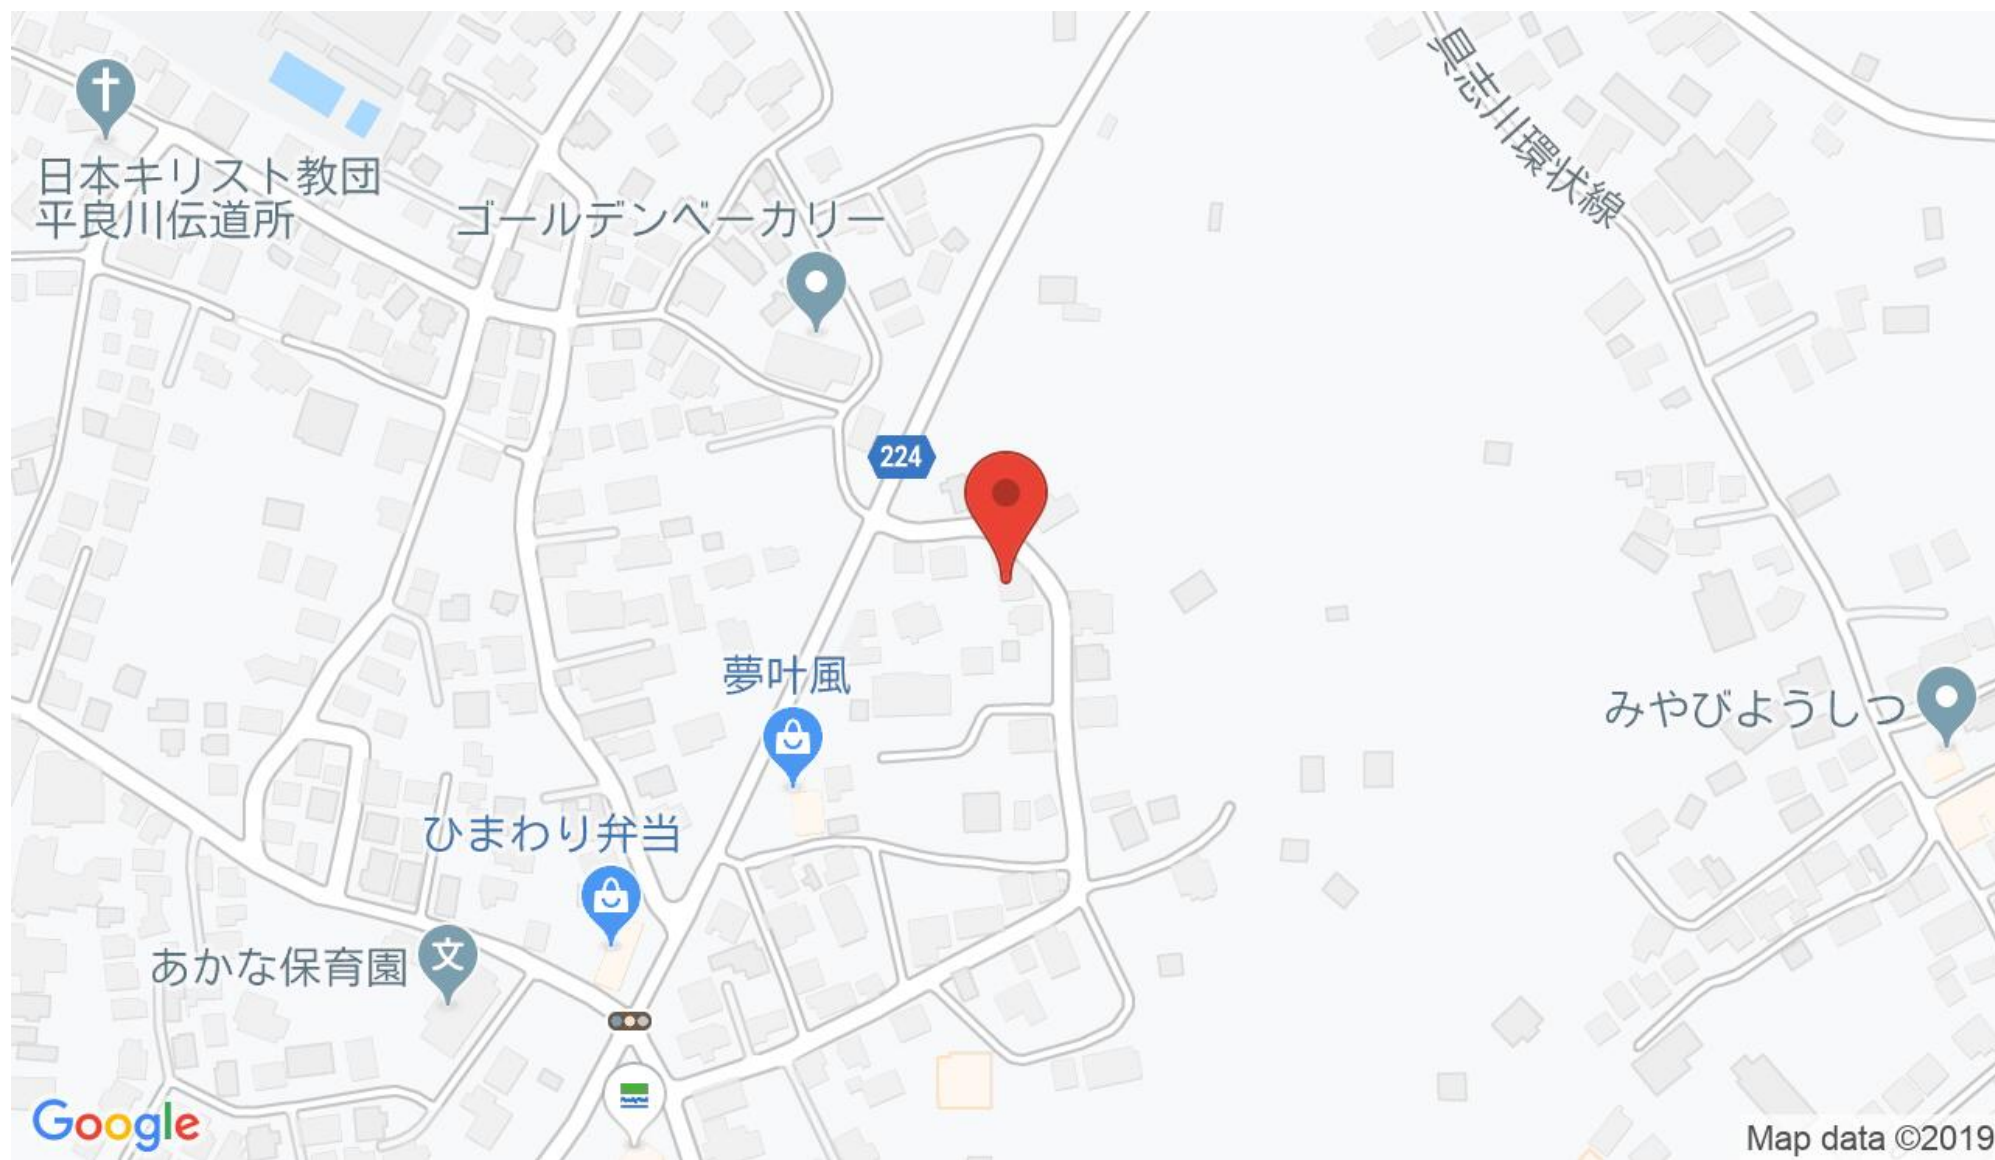 具志川環状線
日本キリスト教団
平良川伝道所
ゴールデンベーカリー
224
夢叶風
みやびようしつ
ひまわり弁当
文
あかな保育園
FamilyMart
Google
Map data ©2019